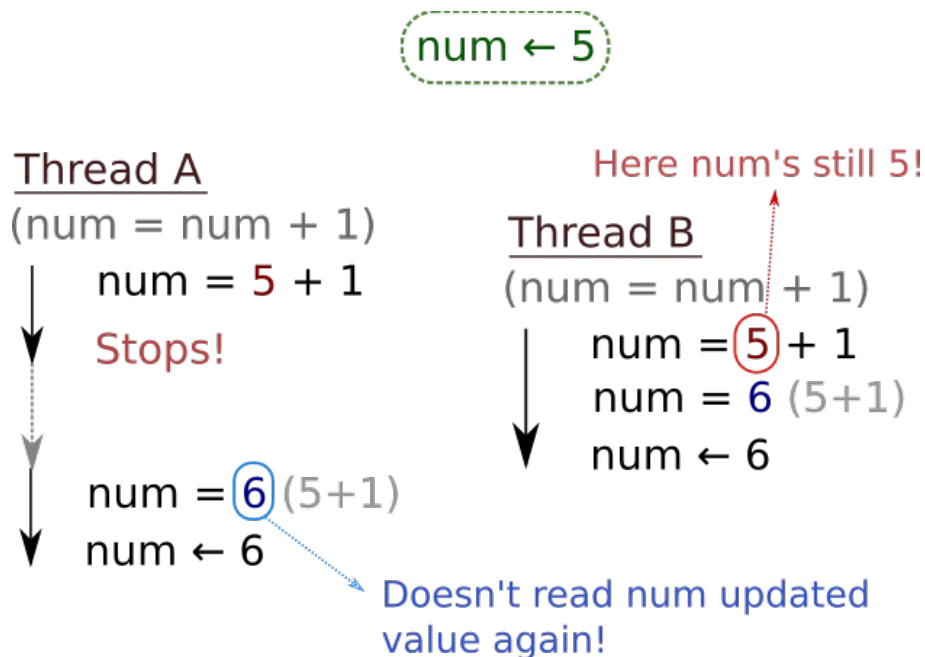 num ← 5
Thread A
(num = num + 1)
num = 5 + 1
Stops!
num = 6 (5+1)
num ← 6
Doesn't read num updated
value again!
Here num's still 5!
Thread B
(num = num + 1)
num = 5 + 1
num = 6 (5+1)
num ← 6